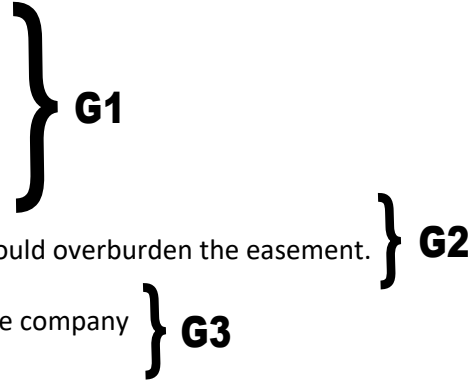 G1
ould overburden the easement. } G2
e company } G3